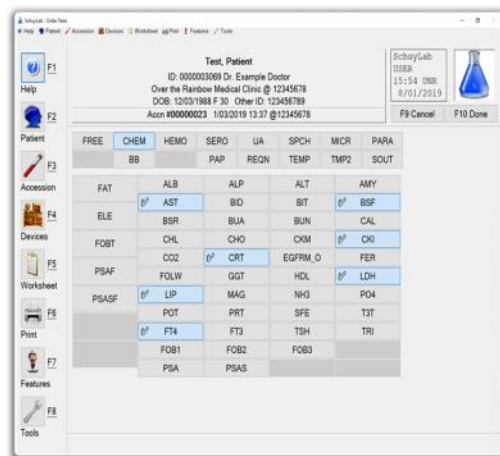 SchuyLab - Order Tests
Help Patient Accession Devices Worksheet Print Features Tools
Test, Patient
ID: 0000003069 Dr. Example Doctor
Over the Rainbow Medical Clinic @ 12345678
DOB: 12/03/1988 F 30 Other ID: 123456789
Accn #00000023 1/03/2019 13:37 @12345678
SchuyLab
USER
15:54 UNR
8/01/2019
F9 Cancel F10 Done
F1
Help
F2
Patient
F3
Accession
F4
Devices
F5
Worksheet
F6
Print
F7
Features
F8
Tools
FREE CHEM HEMO SERO UA SPCH MICR PARA
BB PAP REQN TEMP TMP2 SOUT
FAT
ELE
FOBT
PSAF
PSASF
ALB ALP ALT AMY
AST BID BIT BSF
BSR BUA BUN CAL
CHL CHO CKM CKI
CO2 CRT EGFRM_O FER
FOLW GGT HDL LDH
LIP MAG NH3 PO4
POT PRT SFE T3T
FT4 FT3 TSH TRI
FOB1 FOB2 FOB3
PSA PSAS